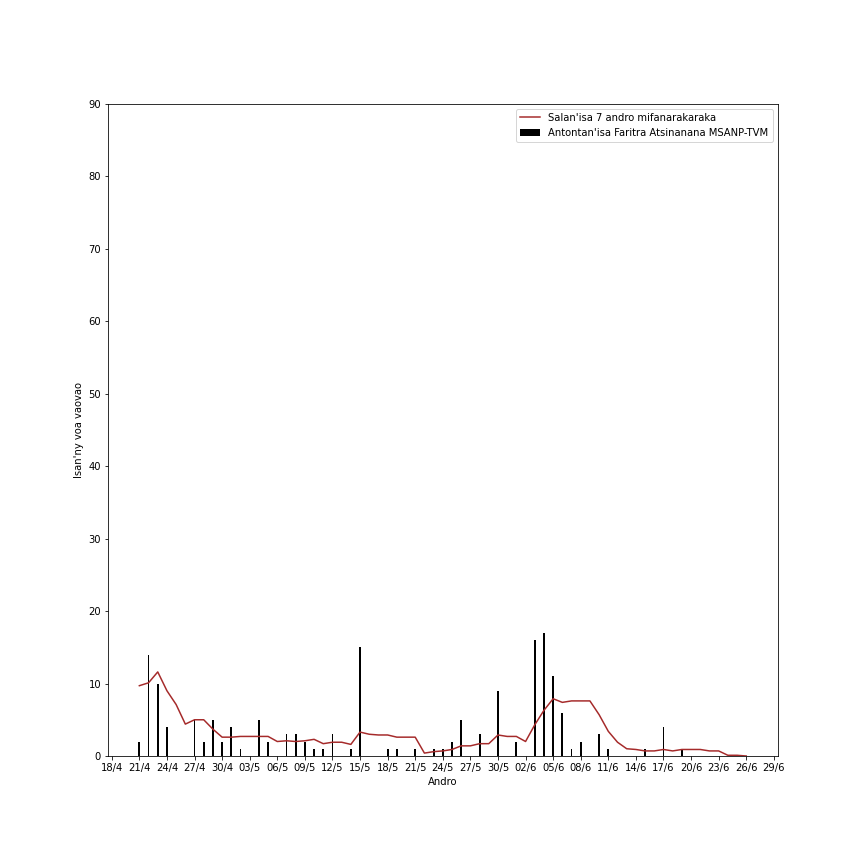 Salan'isa 7 andro mifanarakaraka
Antontan'isa Faritra Atsinanana MSANP-TVM
Isan'ny voa vaovao
90
80
70
60
50
40
30
20
10
0
18/4 21/4 24/4 27/4 30/4 03/5 06/5 09/5 12/5 15/5 18/5 21/5 24/5 27/5 30/5 02/6 05/6 08/6 11/6 14/6 17/6 20/6 23/6 26/6 29/6
Andro